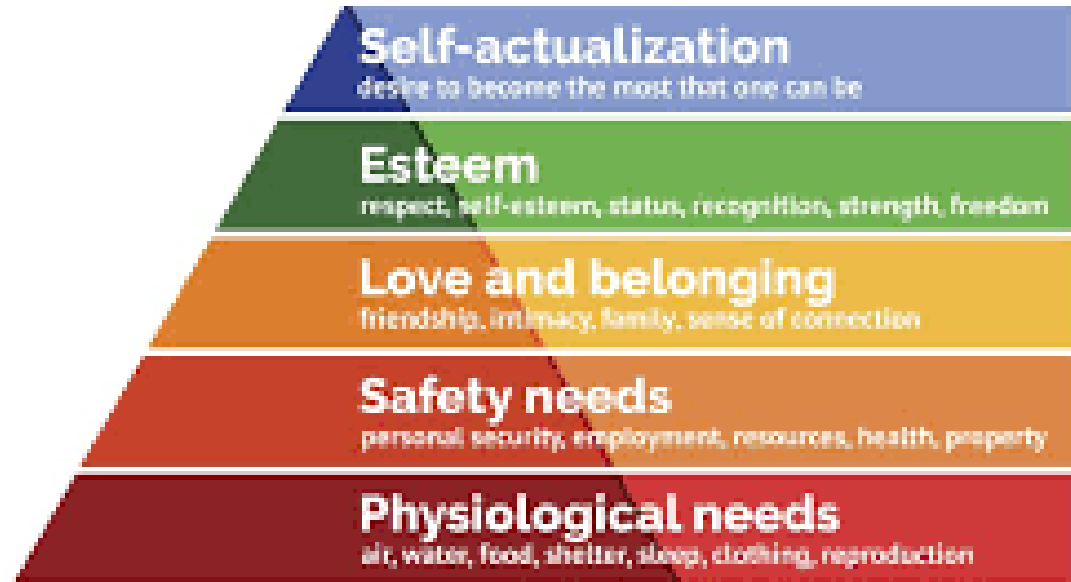 Self-actualization
desire to become the most that one can be
Esteem
respect, self-esteem, status, recognition, strength, freedom
Love and belonging
friendship, intimacy, family, sense of connection
Safety needs
personal security, employment, resources, health, property
Physiological needs
air, water, food, shelter, sleep, clothing, reproduction